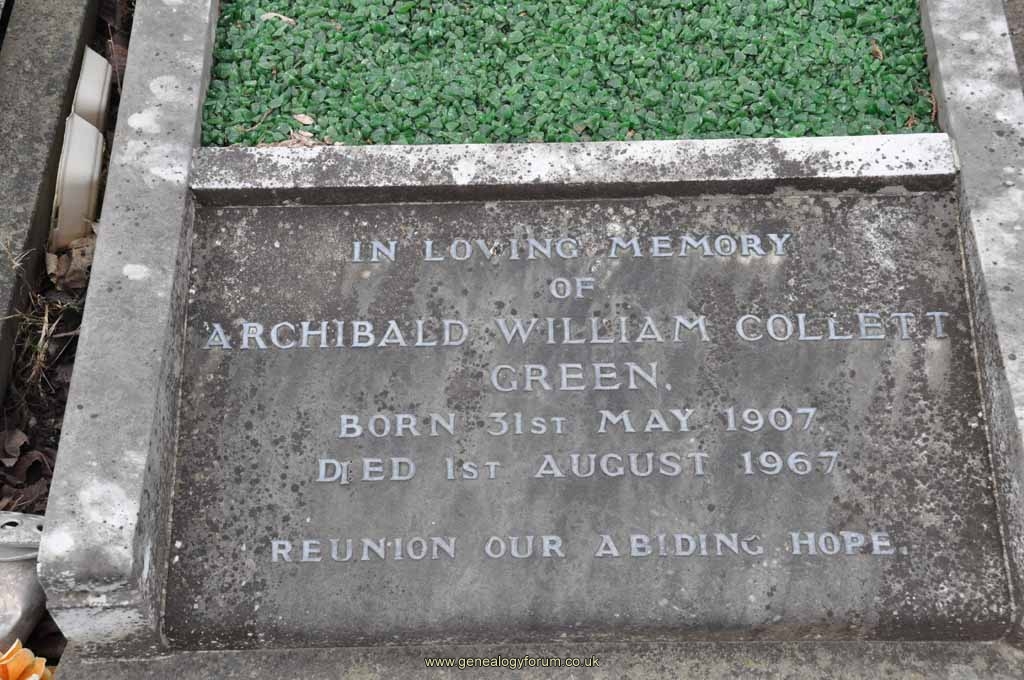 IN LOVING MEMORY
OF
ARCHIBALD WILLIAM COLLETT
GREEN.
BORN 31ST MAY 1907.
DIED 1ST AUGUST 1967
REUNION OUR ABIDING HOPE.
www.genealogyforum.co.uk